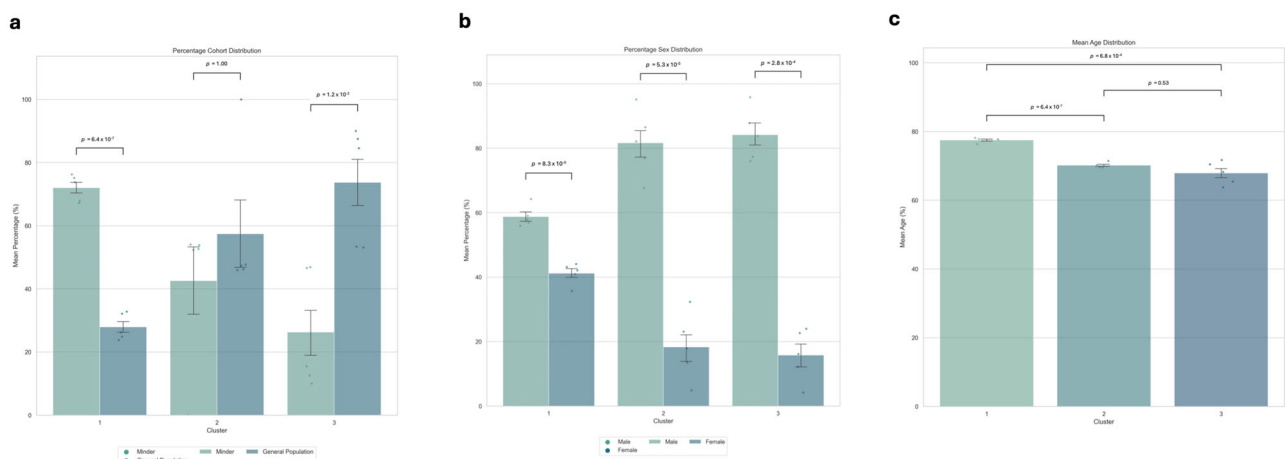 a
Percentage Cohort Distribution
p = 1.00
p = 1.2 x 10-2
p = 6.4 x 10-7
100
80
60
40
20
0
Mean Percentage (%)
1 2 3
Cluster
Minder Minder General Population
b
Percentage Sex Distribution
p = 5.3 x 10-5
p = 2.8 x 10-4
p = 8.3 x 10-5
100
80
60
40
20
0
Mean Percentage (%)
1 2 3
Cluster
Male Male Female
Female
c
Mean Age Distribution
p = 6.8 x 10-4
p = 0.53
p = 6.4 x 10-7
100
80
60
40
20
0
Mean Age (%)
1 2 3
Cluster